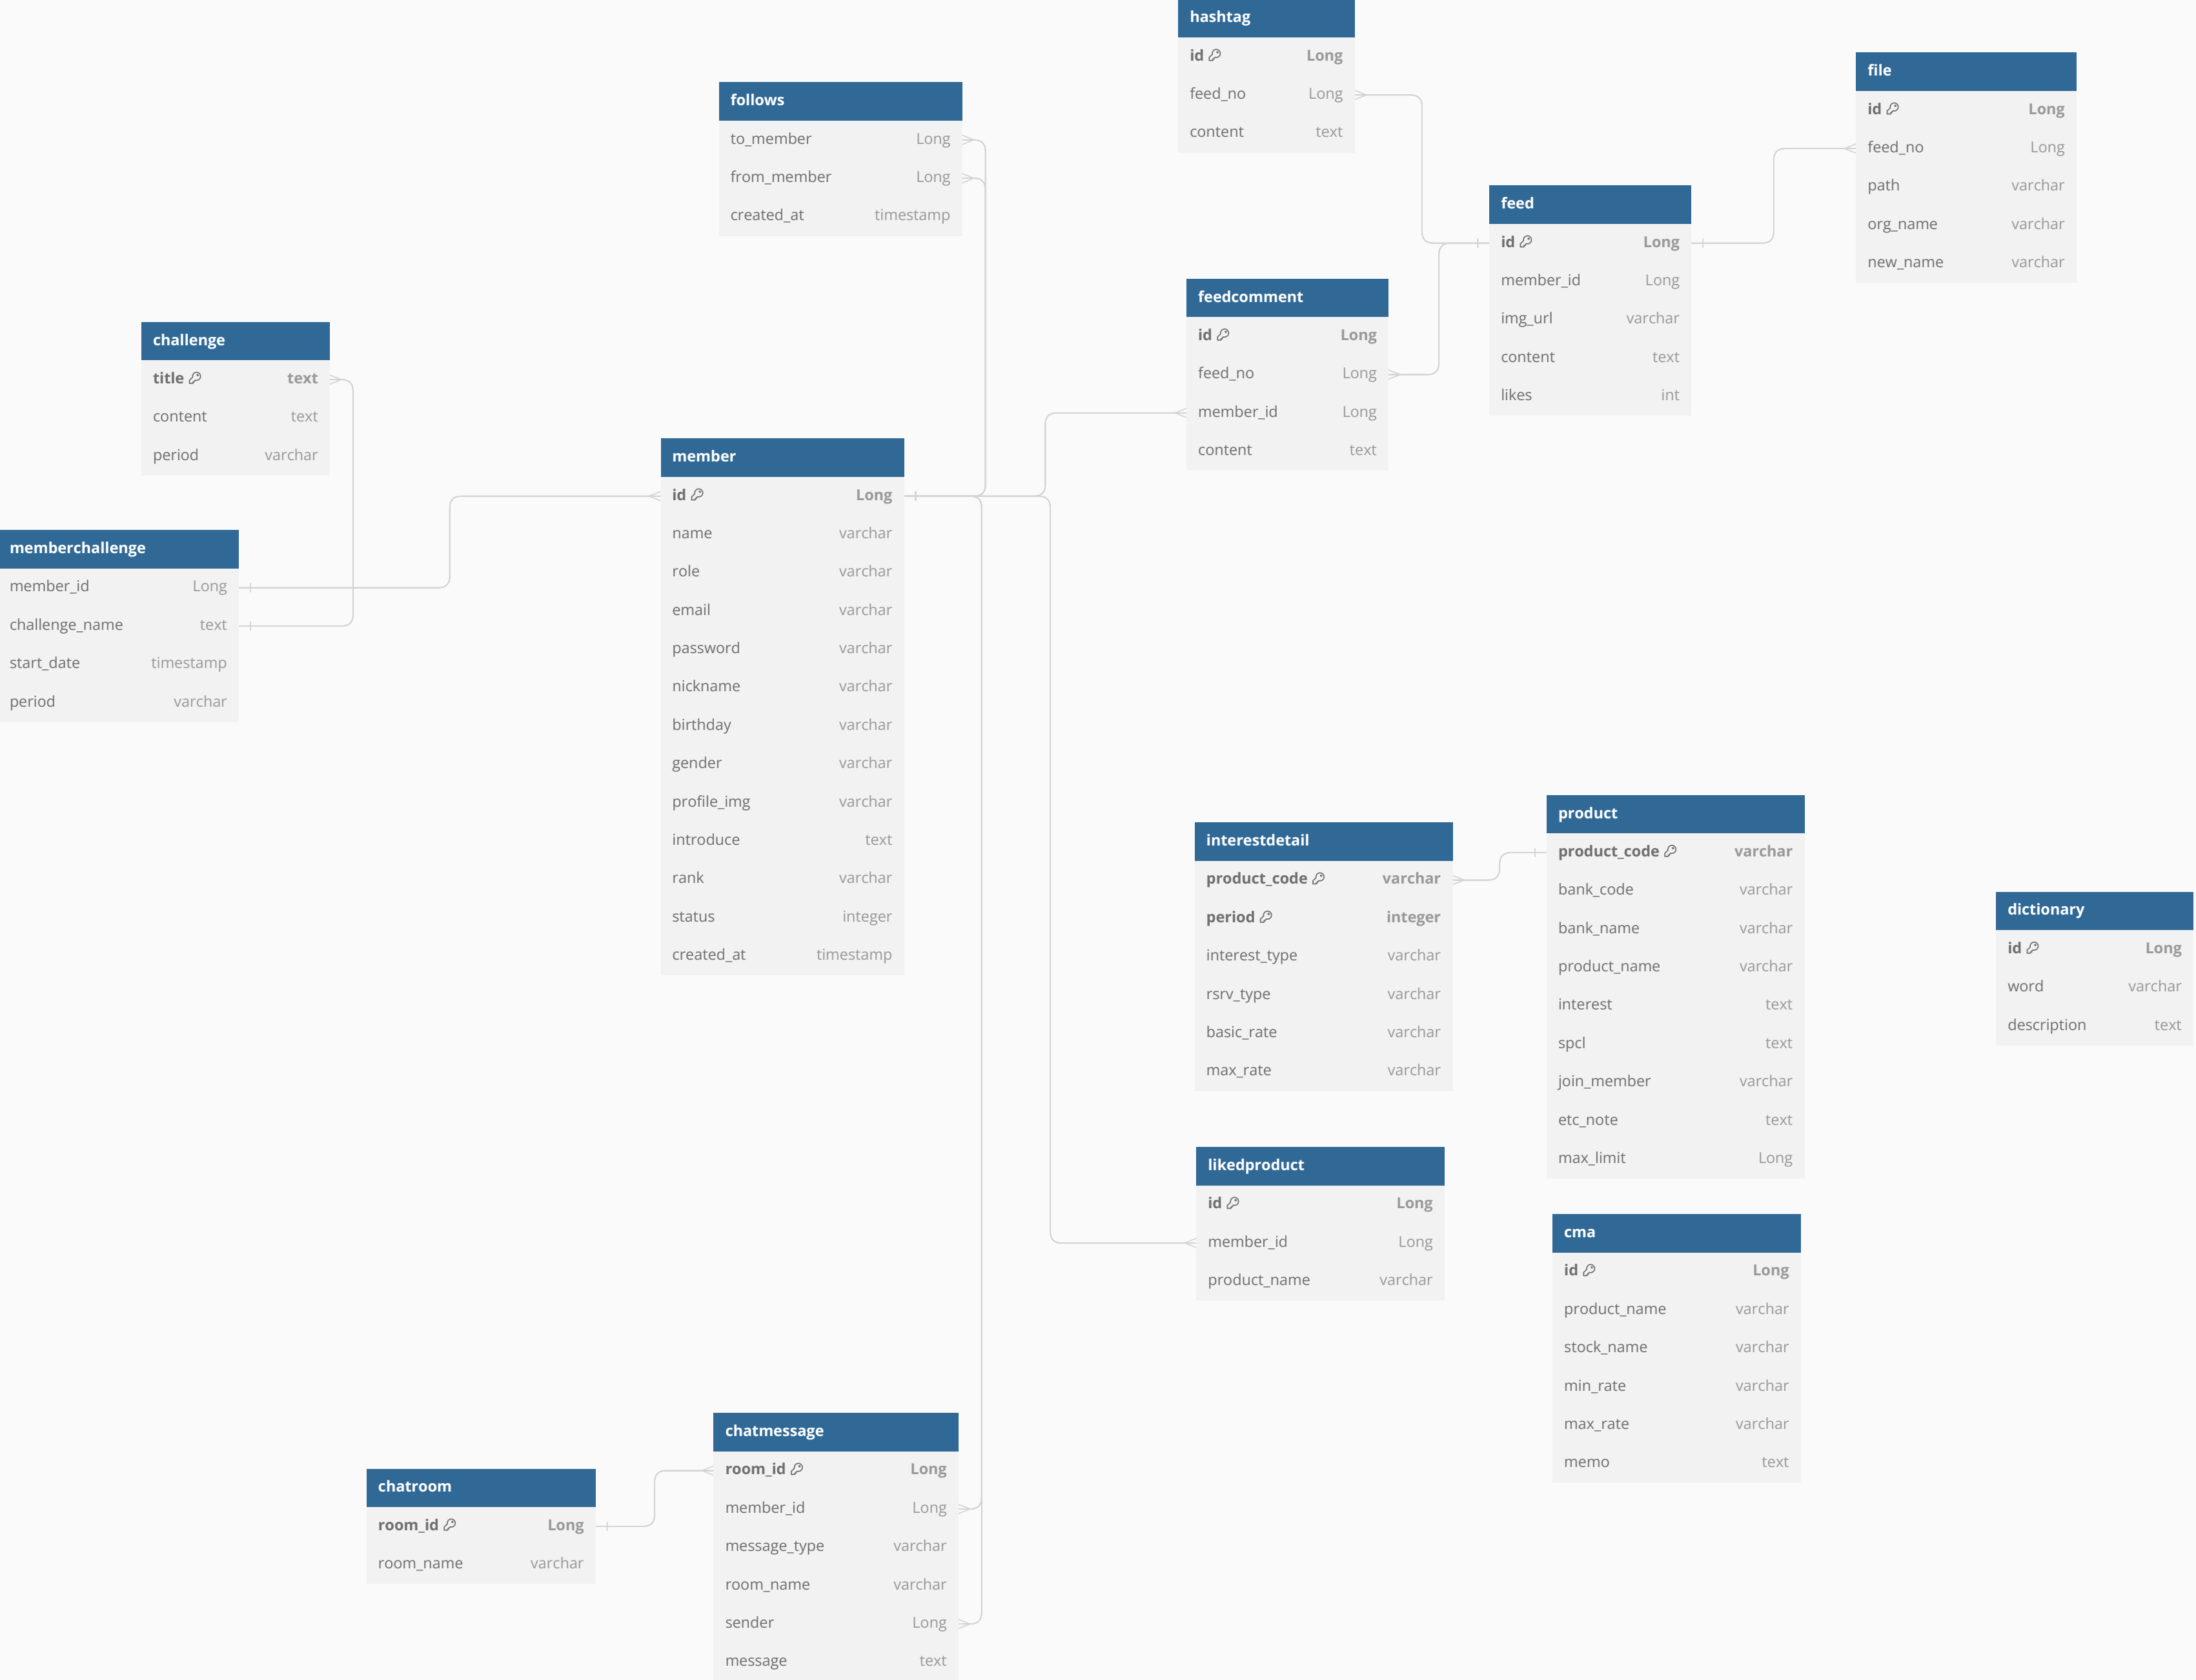 hashtag
id Long
feed_no Long
content text
file
id Long
feed_no Long
path varchar
org_name varchar
new_name varchar
follows
to_member Long
from_member Long
created_at timestamp
feed
id Long
member_id Long
img_url varchar
content text
likes int
feedcomment
id Long
feed_no Long
member_id Long
content text
challenge
title text
content text
period varchar
memberchallenge
member_id Long
challenge_name text
start_date timestamp
period varchar
member
id Long
name varchar
role varchar
email varchar
password varchar
nickname varchar
birthday varchar
gender varchar
profile_img varchar
introduce text
rank varchar
status integer
created_at timestamp
interestdetail
product_code varchar
period integer
interest_type varchar
rsrv_type varchar
basic_rate varchar
max_rate varchar
product
product_code varchar
bank_code varchar
bank_name varchar
product_name varchar
interest text
spcl text
join_member varchar
etc_note text
max_limit Long
dictionary
id Long
word varchar
description text
likedproduct
id Long
member_id Long
product_name varchar
cma
id Long
product_name varchar
stock_name varchar
min_rate varchar
max_rate varchar
memo text
chatroom
room_id Long
room_name varchar
chatmessage
room_id Long
member_id Long
message_type varchar
room_name varchar
sender Long
message text